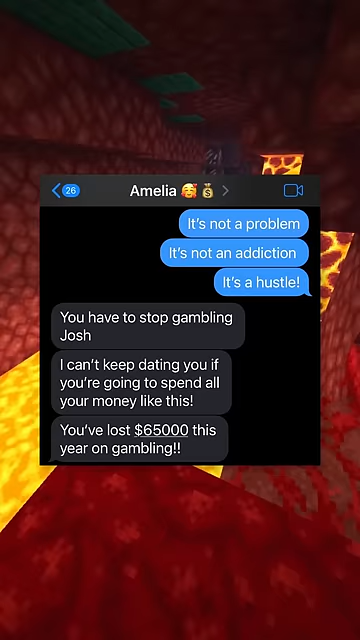 26
Amelia 🥰💰
It's not a problem
It's not an addiction
It's a hustle!
You have to stop gambling
Josh
I can't keep dating you if
you're going to spend all
your money like this!
You've lost $65000 this
year on gambling!!